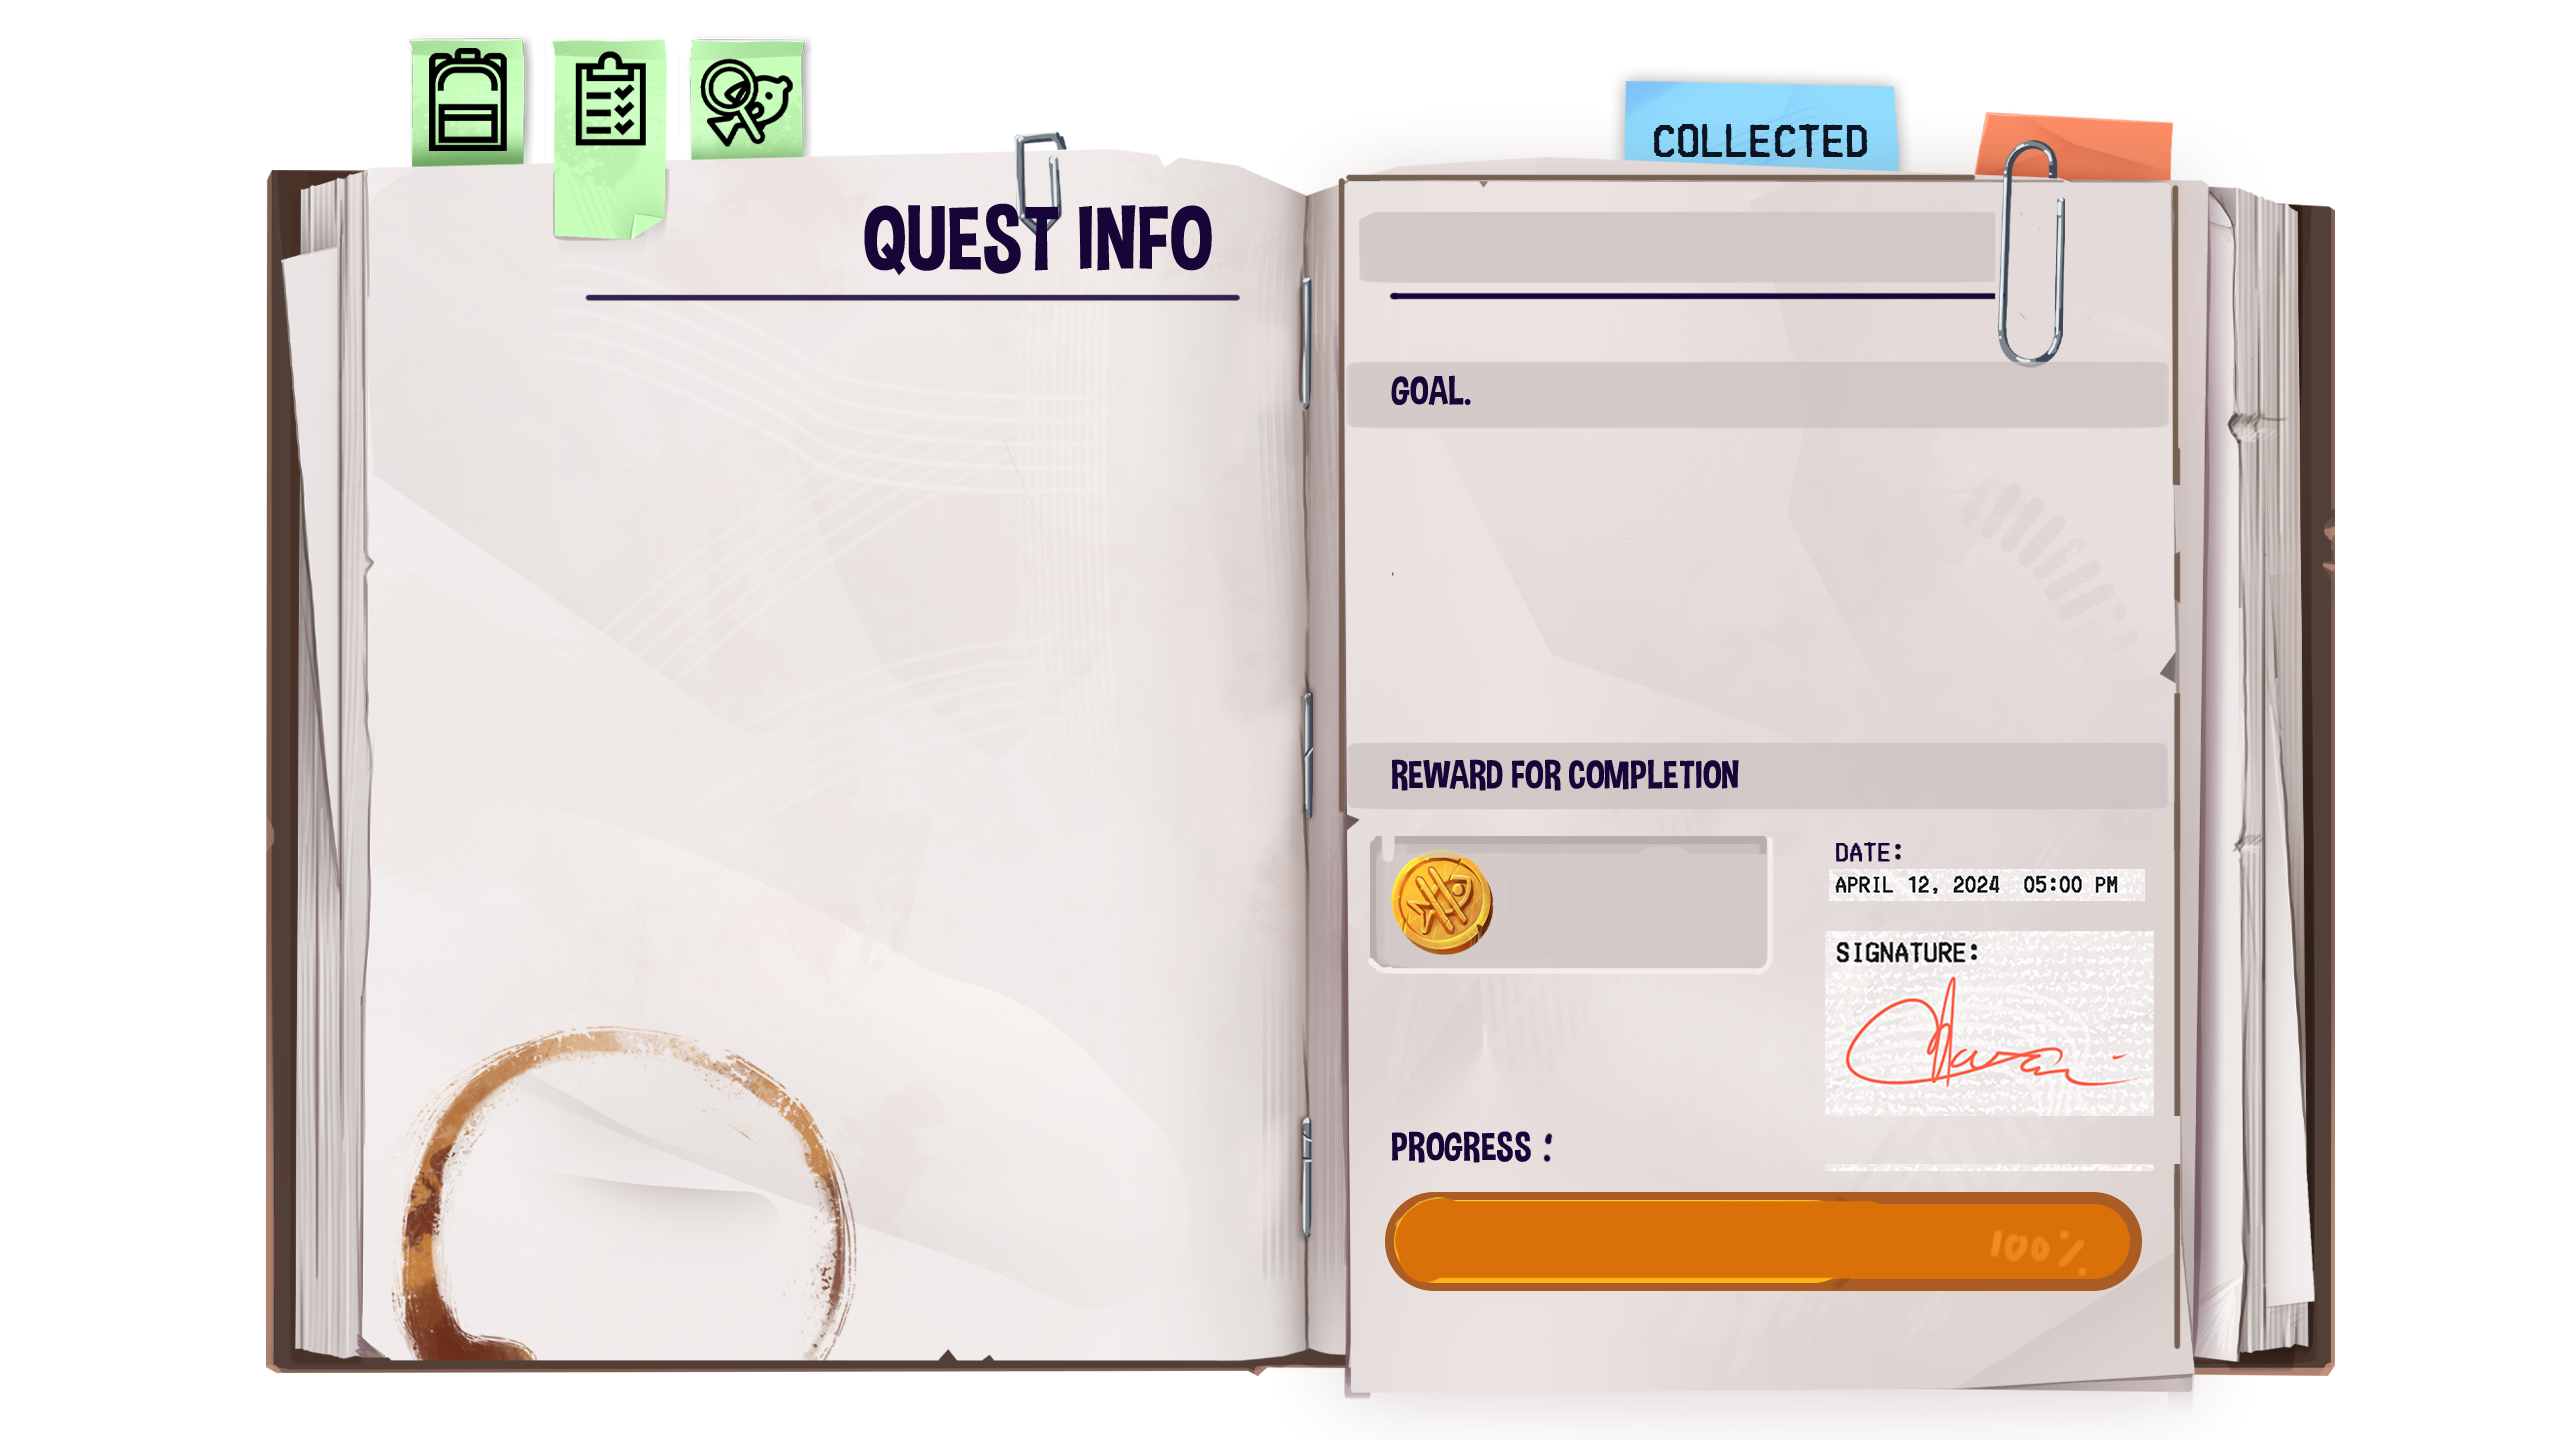 COLLECTED
QUEST INFO
GOAL.
REWARD FOR COMPLETION
DATE:
APRIL 12, 2024 05:00 PM
SIGNATURE:
PROGRESS :
100%